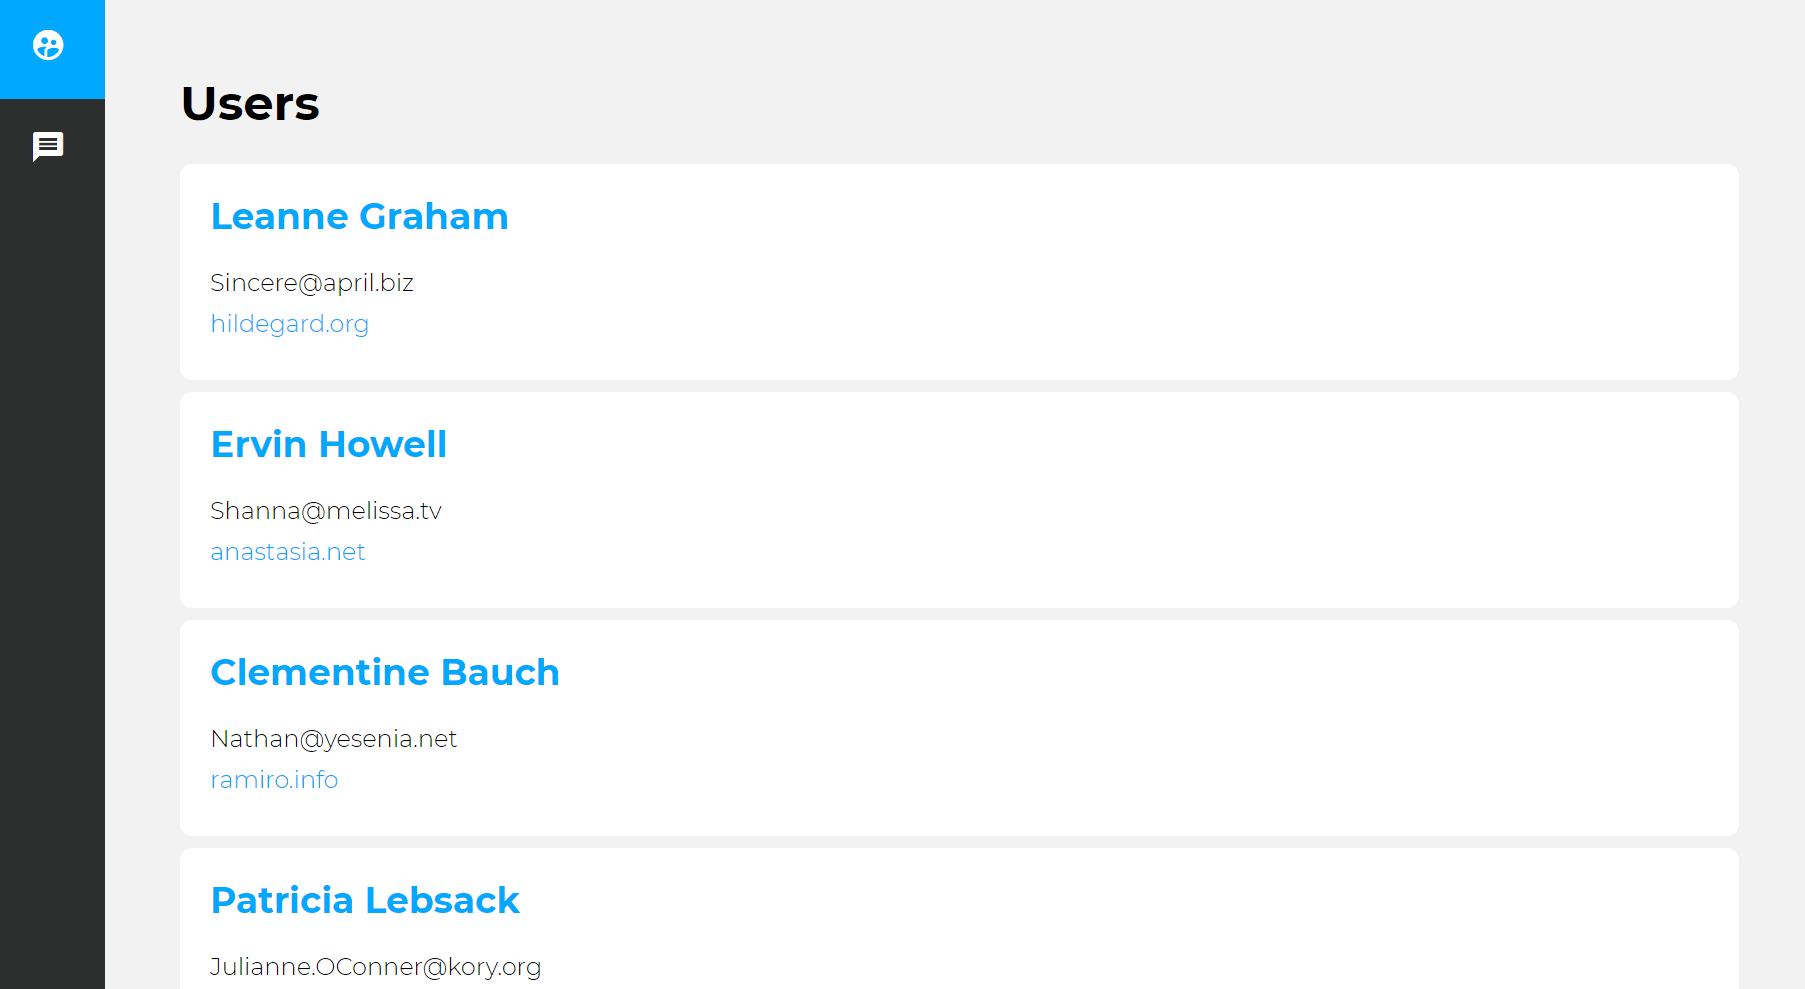 Users
Leanne Graham
Sincere@april.biz
hildegard.org
Ervin Howell
Shanna@melissa.tv
anastasia.net
Clementine Bauch
Nathan@yesenia.net
ramiro.info
Patricia Lebsack
Julianne.OConner@kory.org